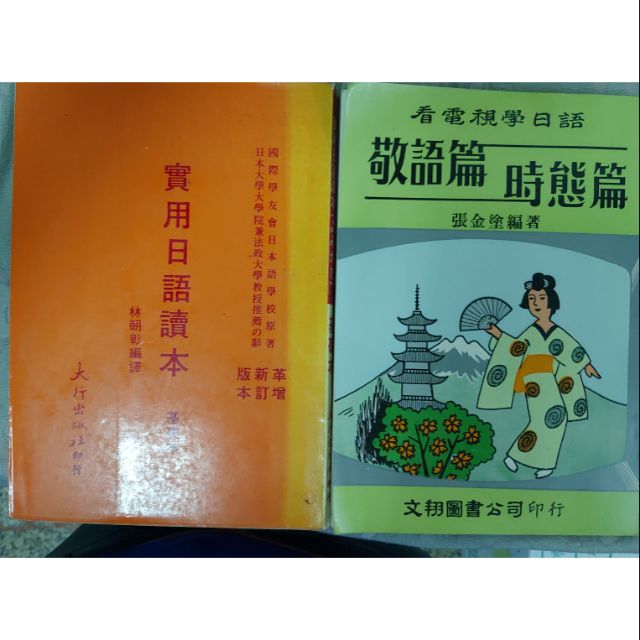 國際學友會日本語學校原著
日本大學大學院兼法政大學教授推薦の辭
實用日語讀本
林朝彰編譯
革增
新訂
版本
大行出版社印行
看電視學日語
敬語篇
時態篇
張金塗編著
文翔圖書公司印行